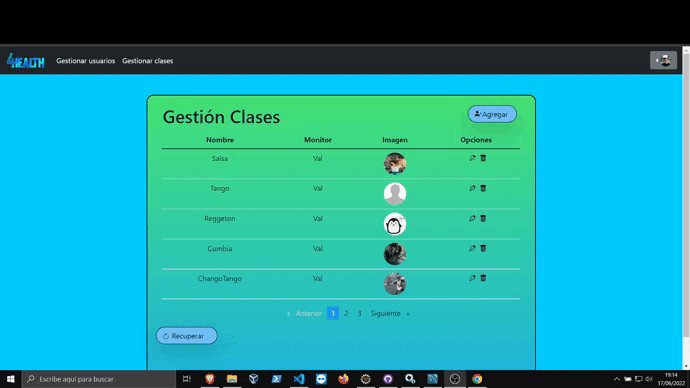 4HEALTH
Gestionar usuarios Gestionar clases
Gestión Clases
Agregar
Nombre Monitor Imagen Opciones
Salsa Val
Tango Val
Reggeton Val
Cumbia Val
ChangoTango Val
« Anterior 1 2 3 Siguiente »
Recuperar
Escribe aquí para buscar
19:14
17/06/2022